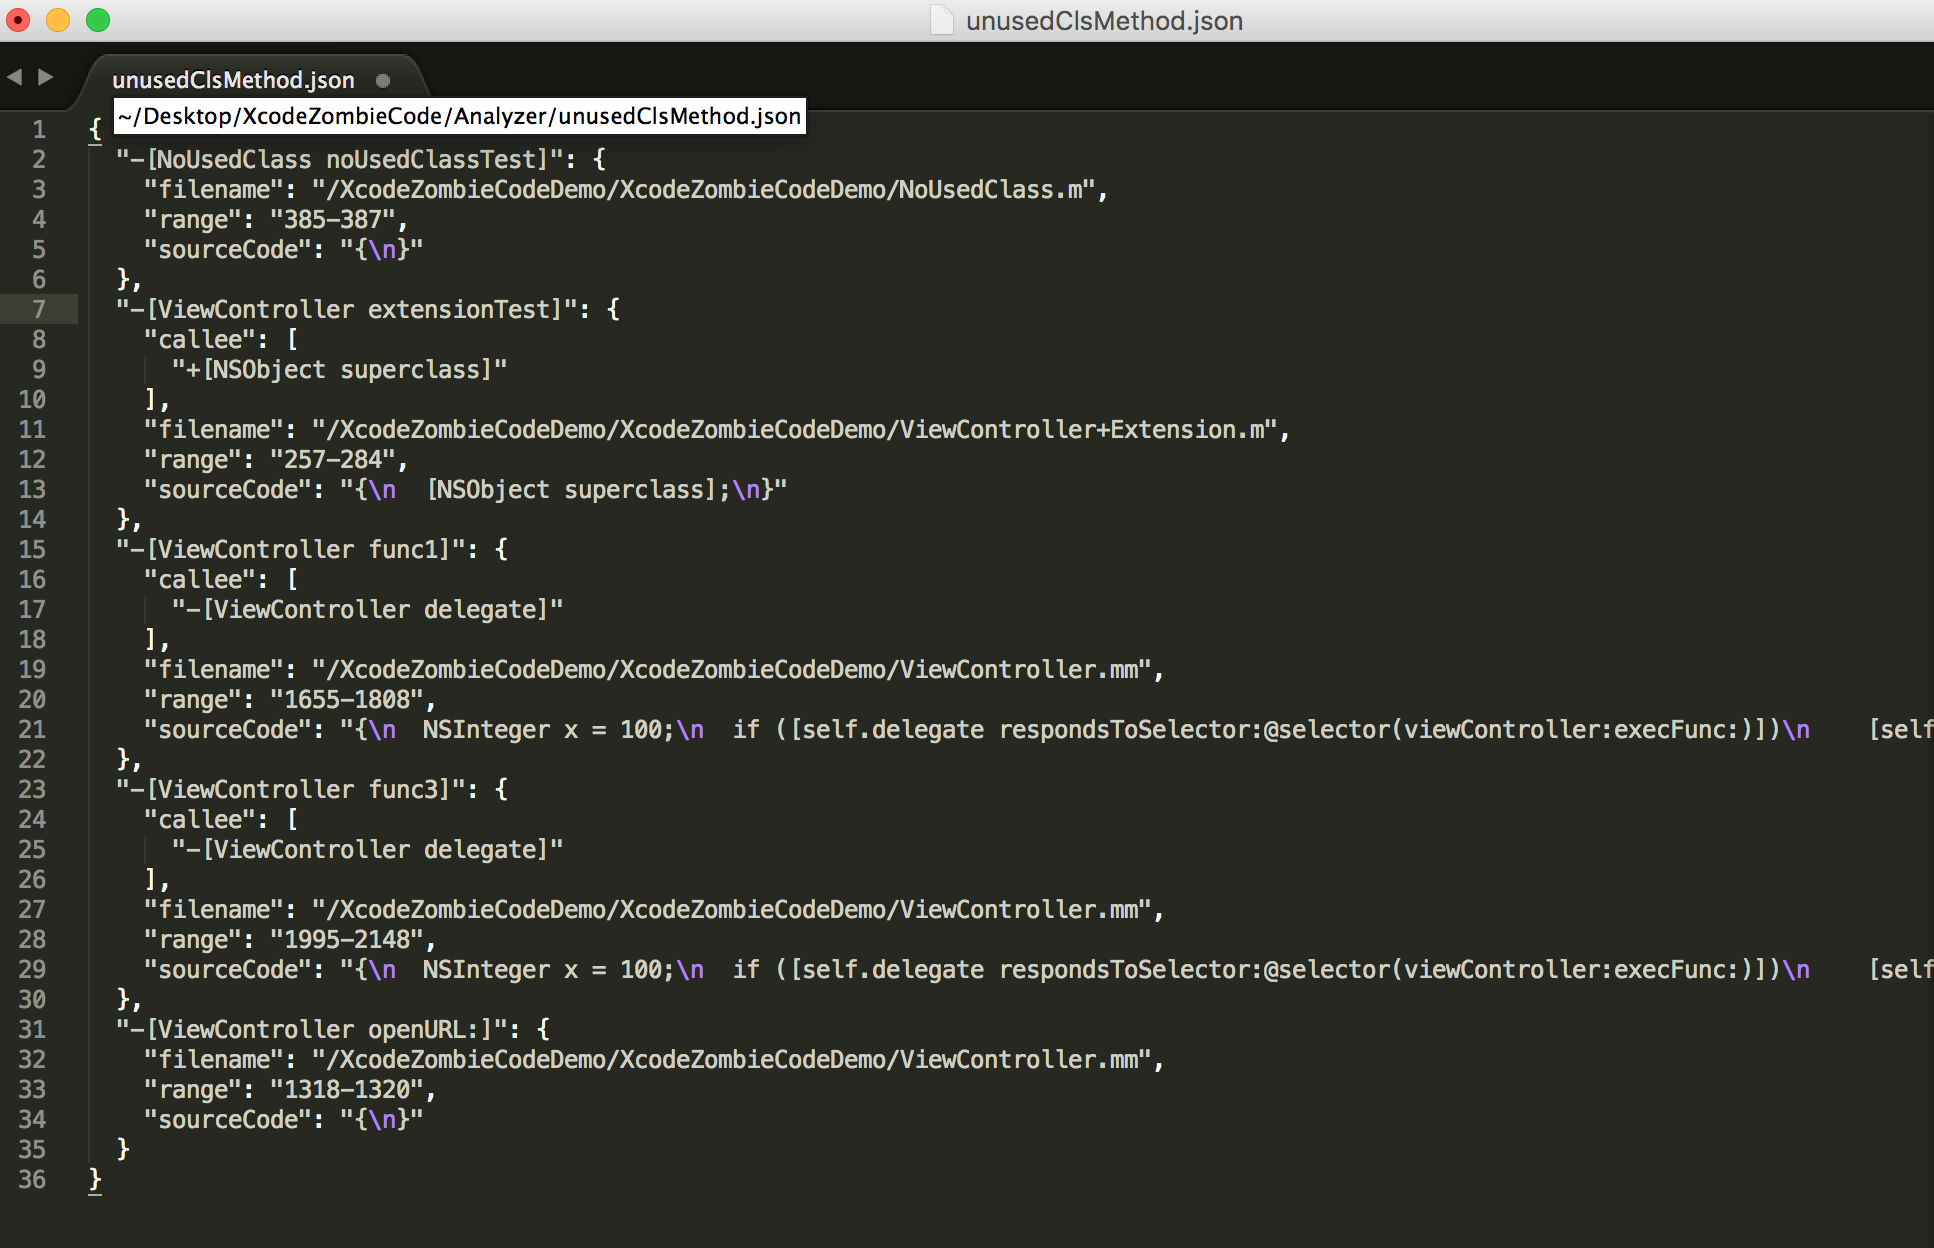 unusedClsMethod.json
unusedClsMethod.json
~/Desktop/XcodeZombieCode/Analyzer/unusedClsMethod.json
1 {
2 "-[NoUsedClass noUsedClassTest]": {
3 "filename": "/XcodeZombieCodeDemo/XcodeZombieCodeDemo/NoUsedClass.m",
4 "range": "385-387",
5 "sourceCode": "{\n}"
6 },
7 "-[ViewController extensionTest]": {
8 "callee": [
9 "+[NSObject superclass]"
10 ],
11 "filename": "/XcodeZombieCodeDemo/XcodeZombieCodeDemo/ViewController+Extension.m",
12 "range": "257-284",
13 "sourceCode": "{\n  [NSObject superclass];\n}"
14 },
15 "-[ViewController func1]": {
16 "callee": [
17 "-[ViewController delegate]"
18 ],
19 "filename": "/XcodeZombieCodeDemo/XcodeZombieCodeDemo/ViewController.mm",
20 "range": "1655-1808",
21 "sourceCode": "{\n  NSInteger x = 100;\n  if ([self.delegate respondsToSelector:@selector(viewController:execFunc:)])\n    [self
22 },
23 "-[ViewController func3]": {
24 "callee": [
25 "-[ViewController delegate]"
26 ],
27 "filename": "/XcodeZombieCodeDemo/XcodeZombieCodeDemo/ViewController.mm",
28 "range": "1995-2148",
29 "sourceCode": "{\n  NSInteger x = 100;\n  if ([self.delegate respondsToSelector:@selector(viewController:execFunc:)])\n    [self
30 },
31 "-[ViewController openURL:]": {
32 "filename": "/XcodeZombieCodeDemo/XcodeZombieCodeDemo/ViewController.mm",
33 "range": "1318-1320",
34 "sourceCode": "{\n}"
35 }
36 }